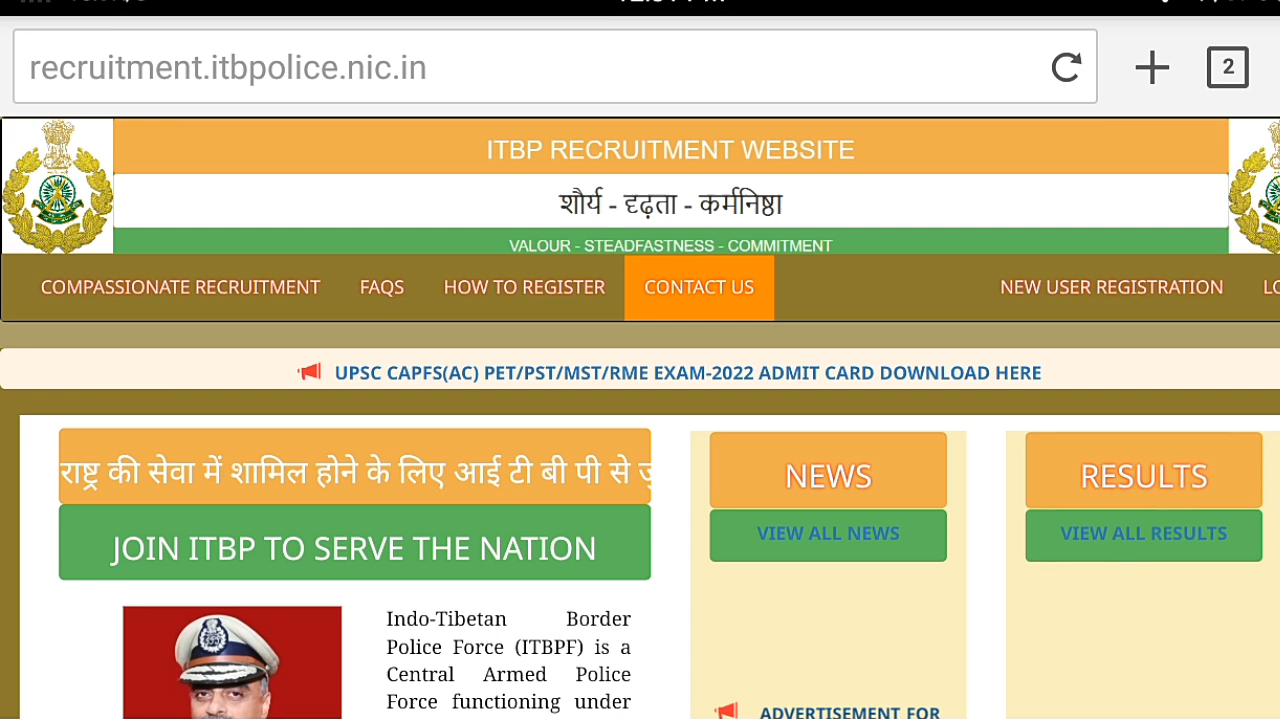 recruitment.itbpolice.nic.in
2
ITBP RECRUITMENT WEBSITE
शौर्य - दृढ़ता - कर्मनिष्ठा
VALOUR - STEADFASTNESS - COMMITMENT
COMPASSIONATE RECRUITMENT FAQS HOW TO REGISTER CONTACT US NEW USER REGISTRATION
UPSC CAPFS(AC) PET/PST/MST/RME EXAM-2022 ADMIT CARD DOWNLOAD HERE
राष्ट्र की सेवा में शामिल होने के लिए आई टी बी पी से
JOIN ITBP TO SERVE THE NATION
NEWS
VIEW ALL NEWS
RESULTS
VIEW ALL RESULTS
Indo-Tibetan Border
Police Force (ITBPF) is a
Central Armed Police
Force functioning under
ADVERTISEMENT FOR